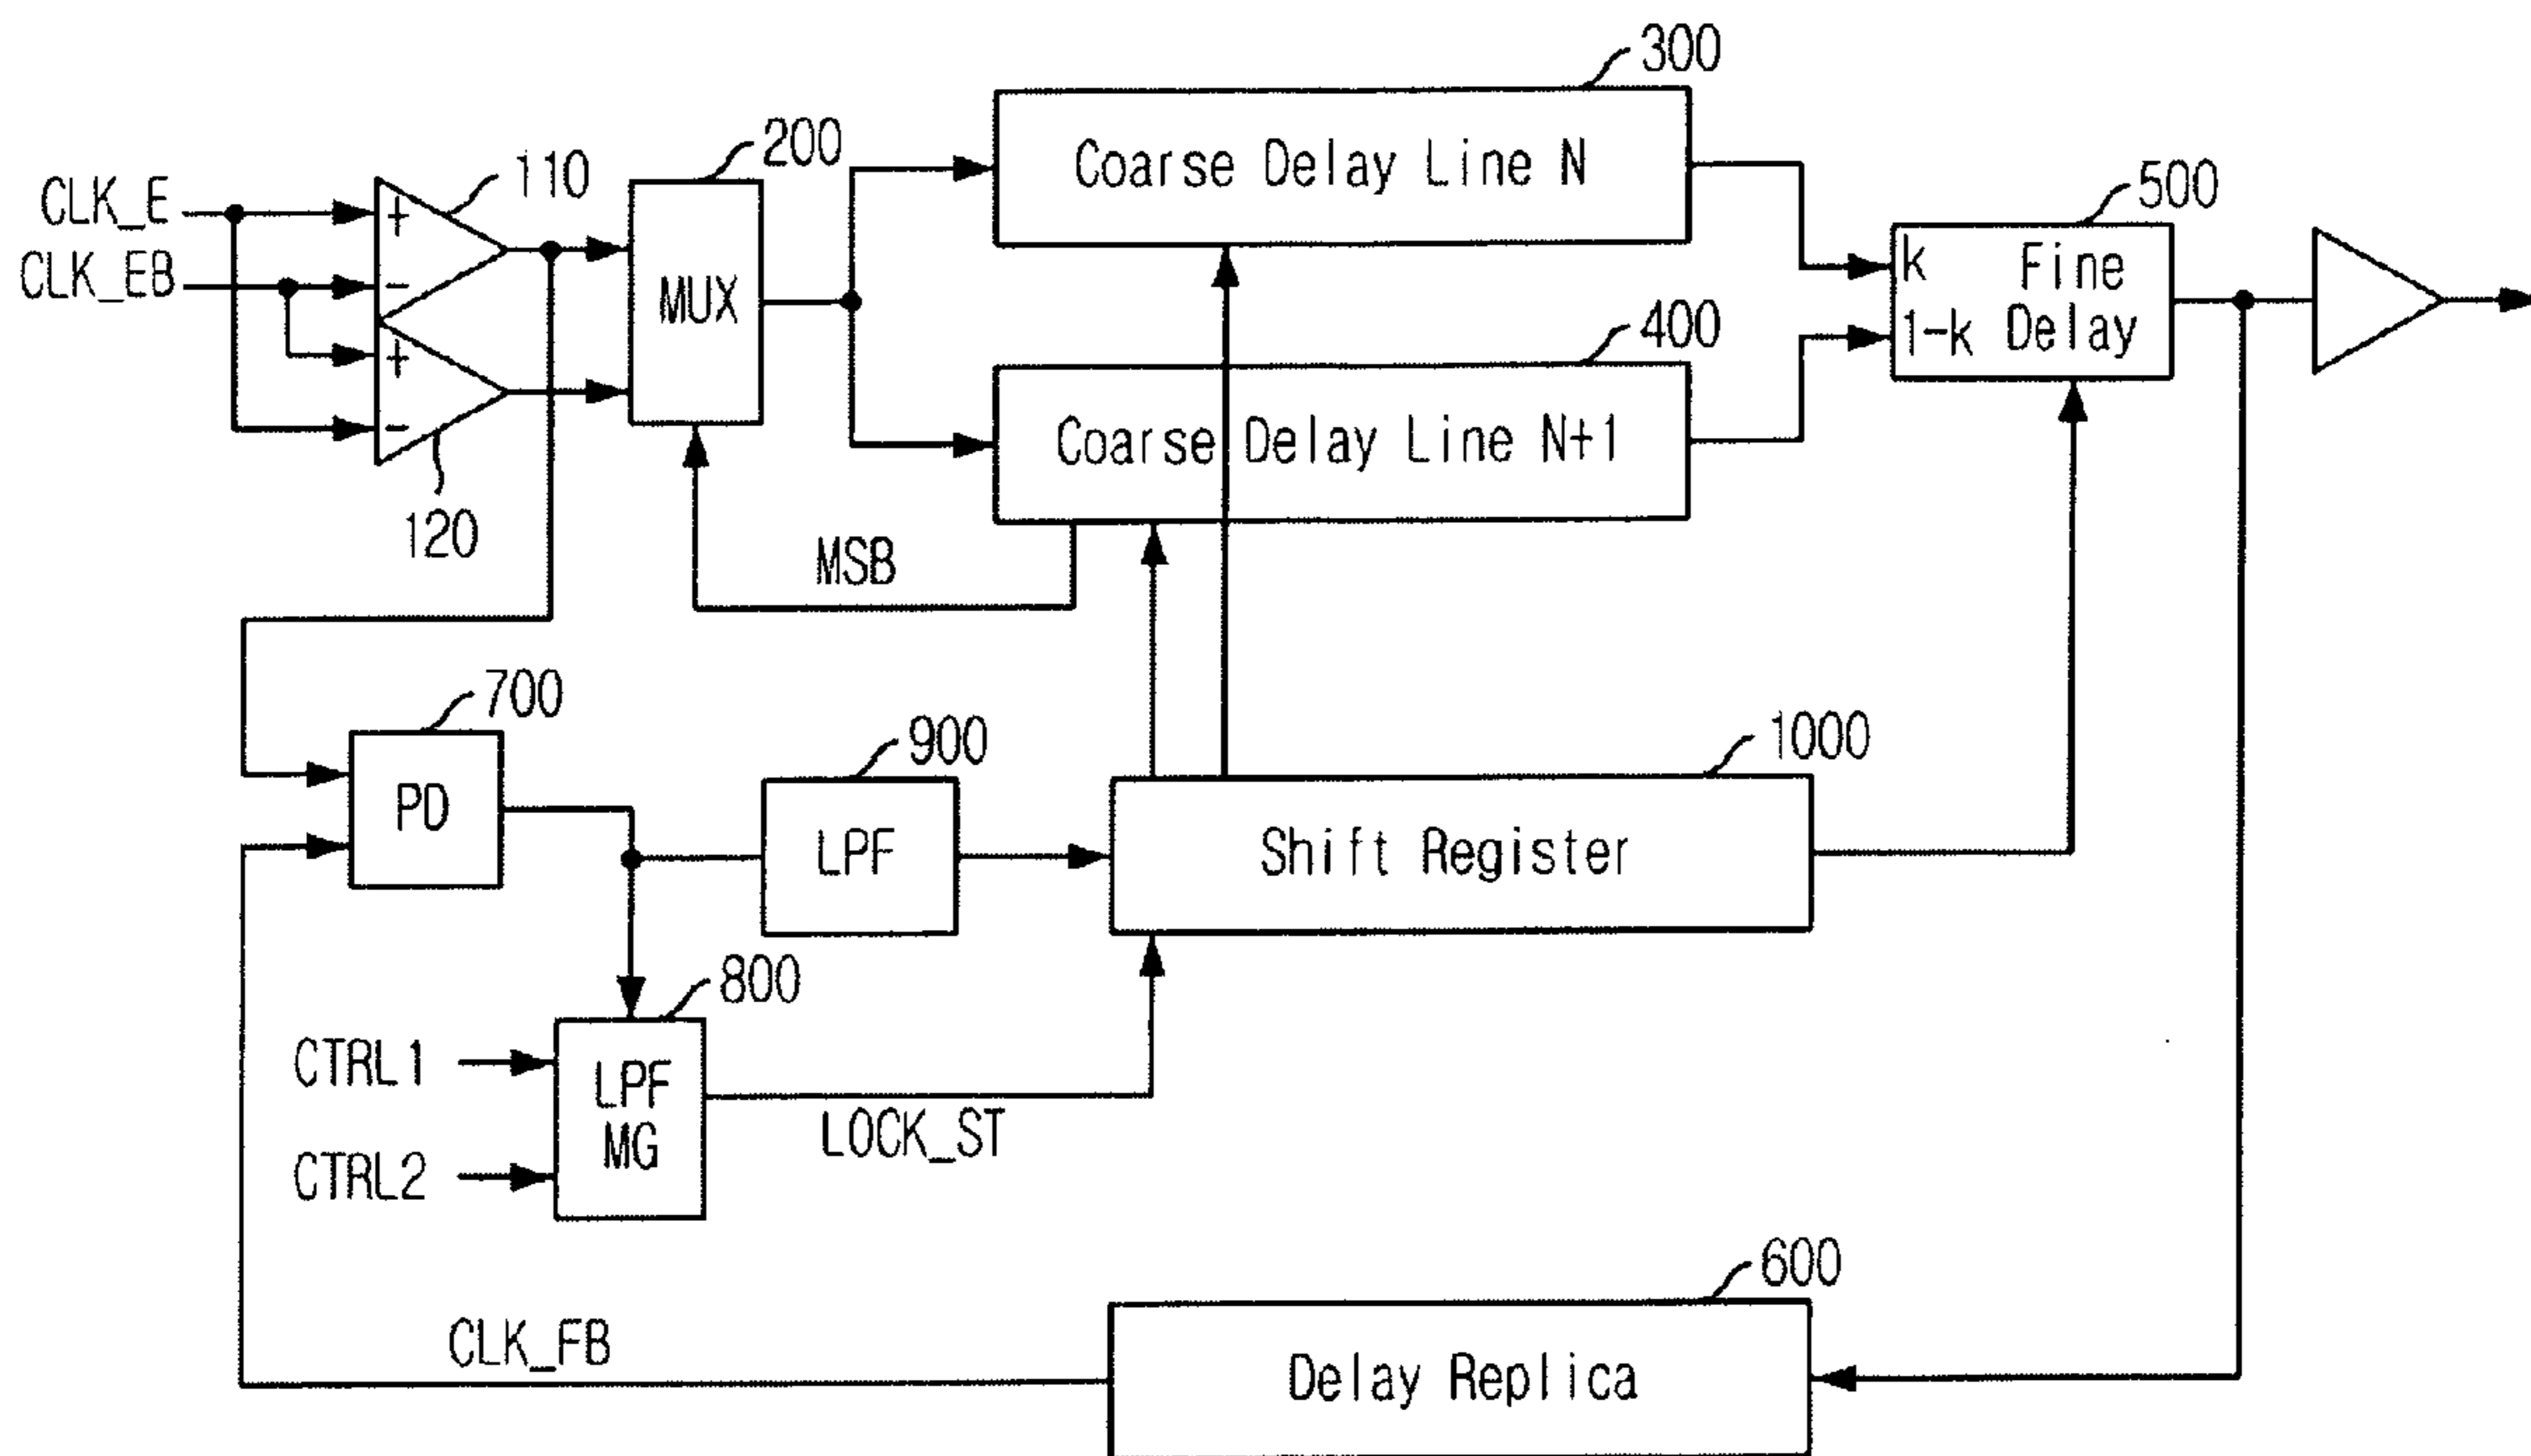 300
Coarse Delay Line N
200
110
CLK_E
+
CLK_EB
-
MUX
+
-
120
500
k
Fine
1-k
Delay
400
Coarse Delay Line N+1
MSB
700
PD
900
LPF
1000
Shift Register
800
CTRL1
LPF
MG
CTRL2
LOCK_ST
600
CLK_FB
Delay Replica